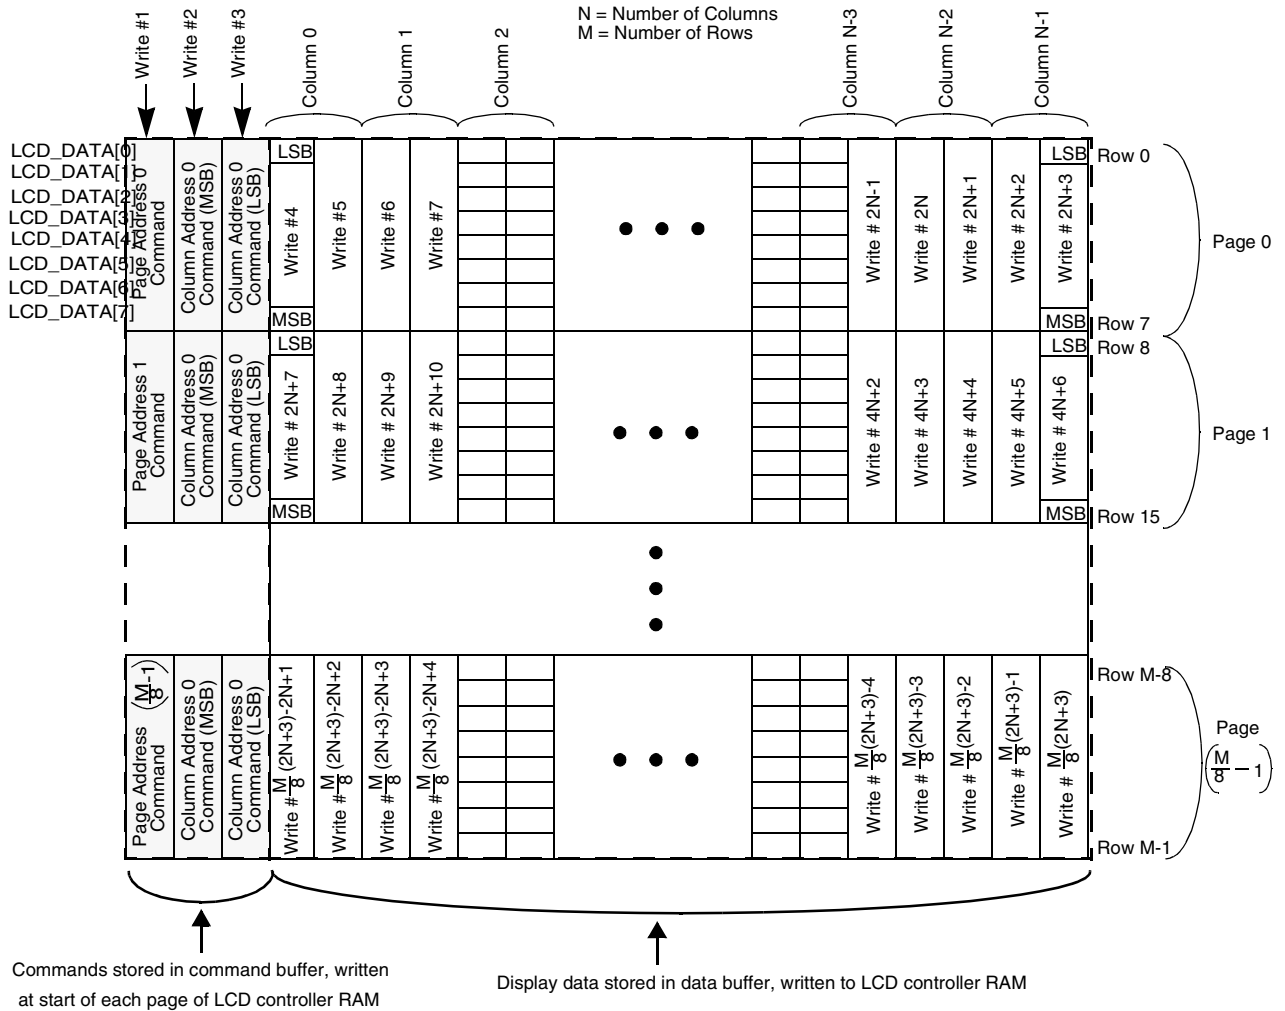 N = Number of Columns
M = Number of Rows
Write #1
Write #2
Write #3
Column 0
Column 1
Column 2
Column N-3
Column N-2
Column N-1
LCD_DATA[0]
LCD_DATA[1]
LCD_DATA[2]
LCD_DATA[3]
LCD_DATA[4]
LCD_DATA[5]
LCD_DATA[6]
LCD_DATA[7]
Page Address 0
Command
Column Address 0
Command (MSB)
Column Address 0
Command (LSB)
LSB
Write #4
MSB
Write #5
Write #6
Write #7
Write # 2N-1
Write # 2N
Write # 2N+1
Write # 2N+2
LSB
Write # 2N+3
MSB
Row 0
Row 7
Page 0
Page Address 1
Command
Column Address 0
Command (MSB)
Column Address 0
Command (LSB)
LSB
Write # 2N+7
MSB
Write # 2N+8
Write # 2N+9
Write # 2N+10
Write # 4N+2
Write # 4N+3
Write # 4N+4
Write # 4N+5
LSB
Write # 4N+6
MSB
Row 8
Row 15
Page 1
Page Address (M/8-1)
Command
Column Address 0
Command (MSB)
Column Address 0
Command (LSB)
Write # M/8(2N+3)-2N+1
Write # M/8(2N+3)-2N+2
Write # M/8(2N+3)-2N+3
Write # M/8(2N+3)-2N+4
Write # M/8(2N+3)-4
Write # M/8(2N+3)-3
Write # M/8(2N+3)-2
Write # M/8(2N+3)-1
Write # M/8(2N+3)
Row M-8
Row M-1
Page
(M/8 – 1)
Commands stored in command buffer, written
at start of each page of LCD controller RAM
Display data stored in data buffer, written to LCD controller RAM